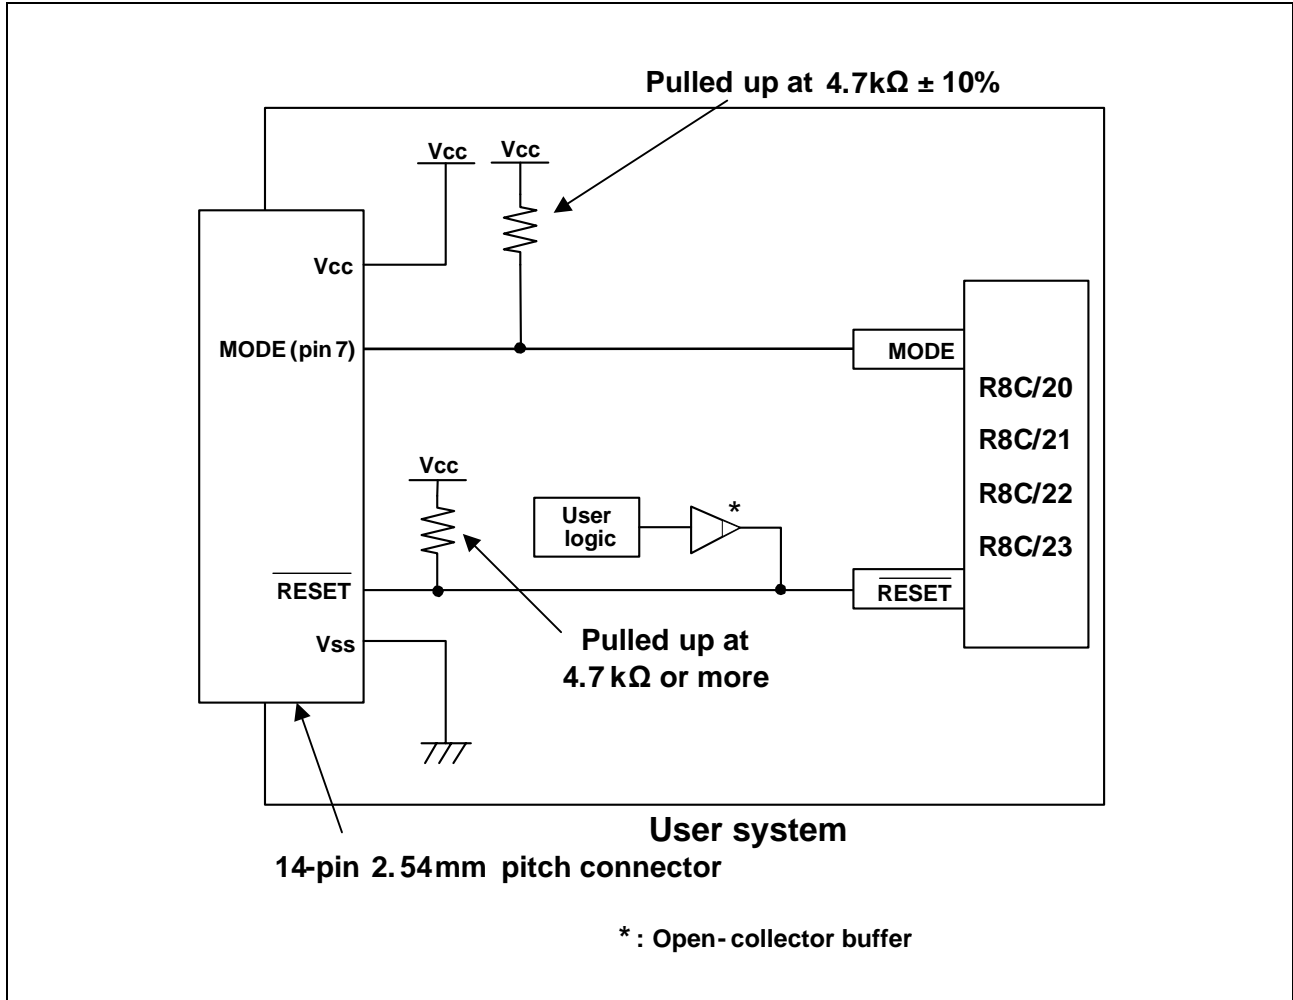 Pulled up at 4.7kΩ ± 10%
Vcc
Vcc
Vcc
MODE (pin 7)
MODE
R8C/20
R8C/21
R8C/22
R8C/23
Vcc
User
logic
*
RESET
RESET
Vss
Pulled up at
4.7 kΩ or more
User system
14-pin 2.54mm pitch connector
* : Open-collector buffer